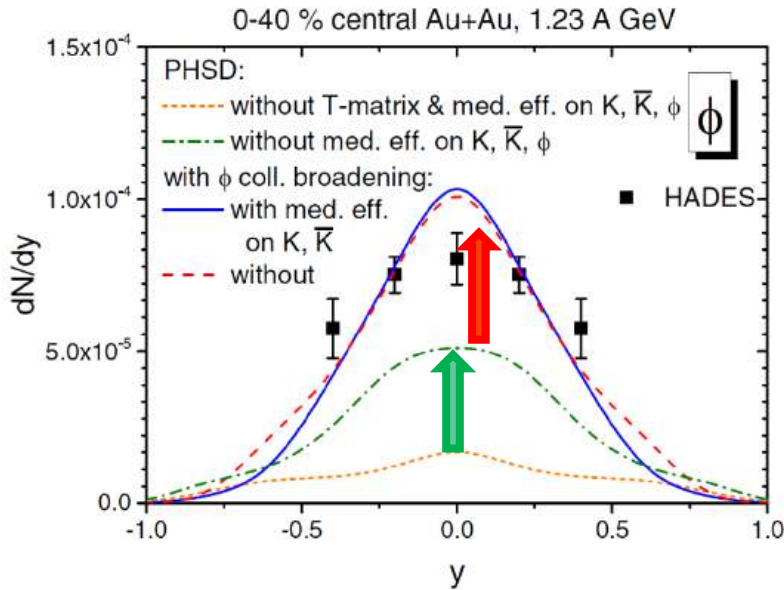 0-40 % central Au+Au, 1.23 A GeV
1.5x10⁻⁴
PHSD:
without T-matrix & med. eff. on K, K̅, ϕ
without med. eff. on K, K̅, ϕ
ϕ
with ϕ coll. broadening:
1.0x10⁻⁴
with med. eff.
HADES
on K, K̅
without
dN/dy
5.0x10⁻⁵
0.0
-1.0
-0.5
0.0
0.5
1.0
y